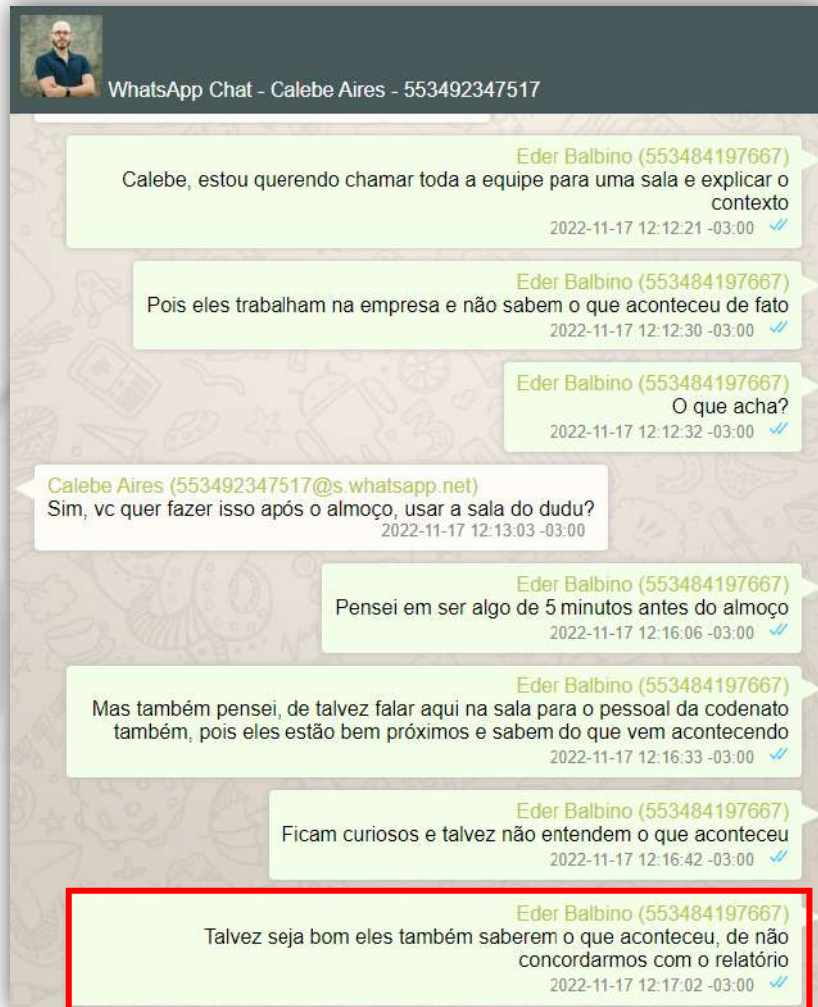 WhatsApp Chat - Calebe Aires - 553492347517
Eder Balbino (553484197667)
Calebe, estou querendo chamar toda a equipe para uma sala e explicar o
contexto
2022-11-17 12:12:21 -03:00
Eder Balbino (553484197667)
Pois eles trabalham na empresa e não sabem o que aconteceu de fato
2022-11-17 12:12:30 -03:00
Eder Balbino (553484197667)
O que acha?
2022-11-17 12:12:32 -03:00
Calebe Aires (553492347517@s.whatsapp.net)
Sim, vc quer fazer isso após o almoço, usar a sala do dudu?
2022-11-17 12:13:03 -03:00
Eder Balbino (553484197667)
Pensei em ser algo de 5 minutos antes do almoço
2022-11-17 12:16:06 -03:00
Eder Balbino (553484197667)
Mas também pensei, de talvez falar aqui na sala para o pessoal da codenato
também, pois eles estão bem próximos e sabem do que vem acontecendo
2022-11-17 12:16:33 -03:00
Eder Balbino (553484197667)
Ficam curiosos e talvez não entendem o que aconteceu
2022-11-17 12:16:42 -03:00
Eder Balbino (553484197667)
Talvez seja bom eles também saberem o que aconteceu, de não
concordarmos com o relatório
2022-11-17 12:17:02 -03:00